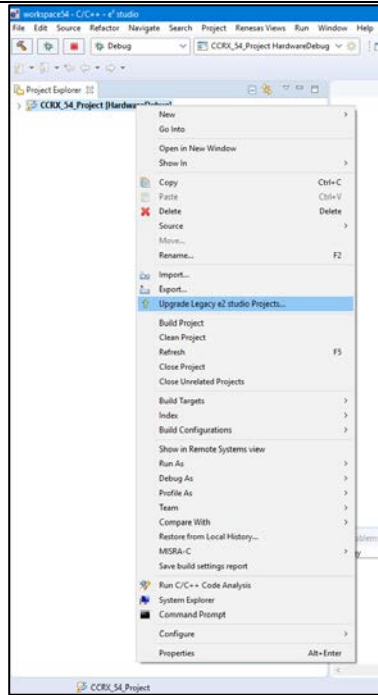 workspace54 - C/C++ - e² studio
File Edit Source Refactor Navigate Search Project Renesas Views Run Window Help
Debug CCRX_54_Project HardwareDebug
Project Explorer
CCRX_54_Project [HardwareDebug]
New
Go Into
Open in New Window
Show In
Copy Ctrl+C
Paste Ctrl+V
Delete Delete
Source
Move...
Rename... F2
Import...
Export...
Upgrade Legacy e2 studio Projects...
Build Project
Clean Project
Refresh F5
Close Project
Close Unrelated Projects
Build Targets
Index
Build Configurations
Show in Remote Systems view
Run As
Debug As
Profile As
Team
Compare With
Restore from Local History...
MISRA-C
Save build settings report
Run C/C++ Code Analysis
System Explorer
Command Prompt
Configure
Properties Alt+Enter
CCRX_54_Project